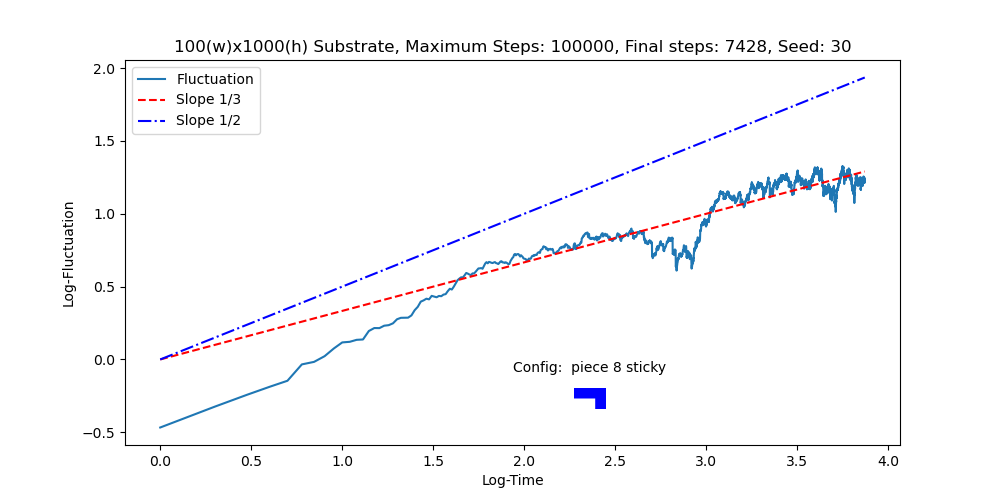 100(w)x1000(h) Substrate, Maximum Steps: 100000, Final steps: 7428, Seed: 30
Fluctuation
Slope 1/3
Slope 1/2
2.0
1.5
1.0
0.5
0.0
−0.5
Log-Fluctuation
Config:  piece 8 sticky
0.0 0.5 1.0 1.5 2.0 2.5 3.0 3.5 4.0
Log-Time